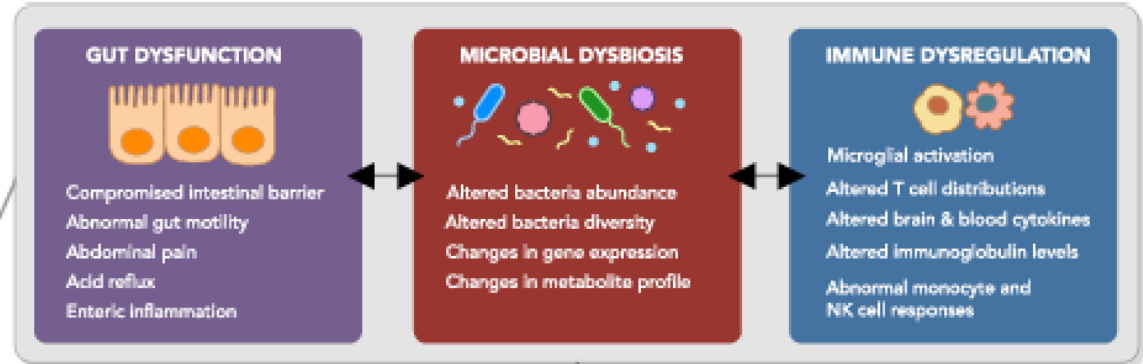 GUT DYSFUNCTION
Compromised intestinal barrier
Abnormal gut motility
Abdominal pain
Acid reflux
Enteric inflammation
MICROBIAL DYSBIOSIS
Altered bacteria abundance
Altered bacteria diversity
Changes in gene expression
Changes in metabolite profile
IMMUNE DYSREGULATION
Microglial activation
Altered T cell distributions
Altered brain & blood cytokines
Altered immunoglobulin levels
Abnormal monocyte and
NK cell responses